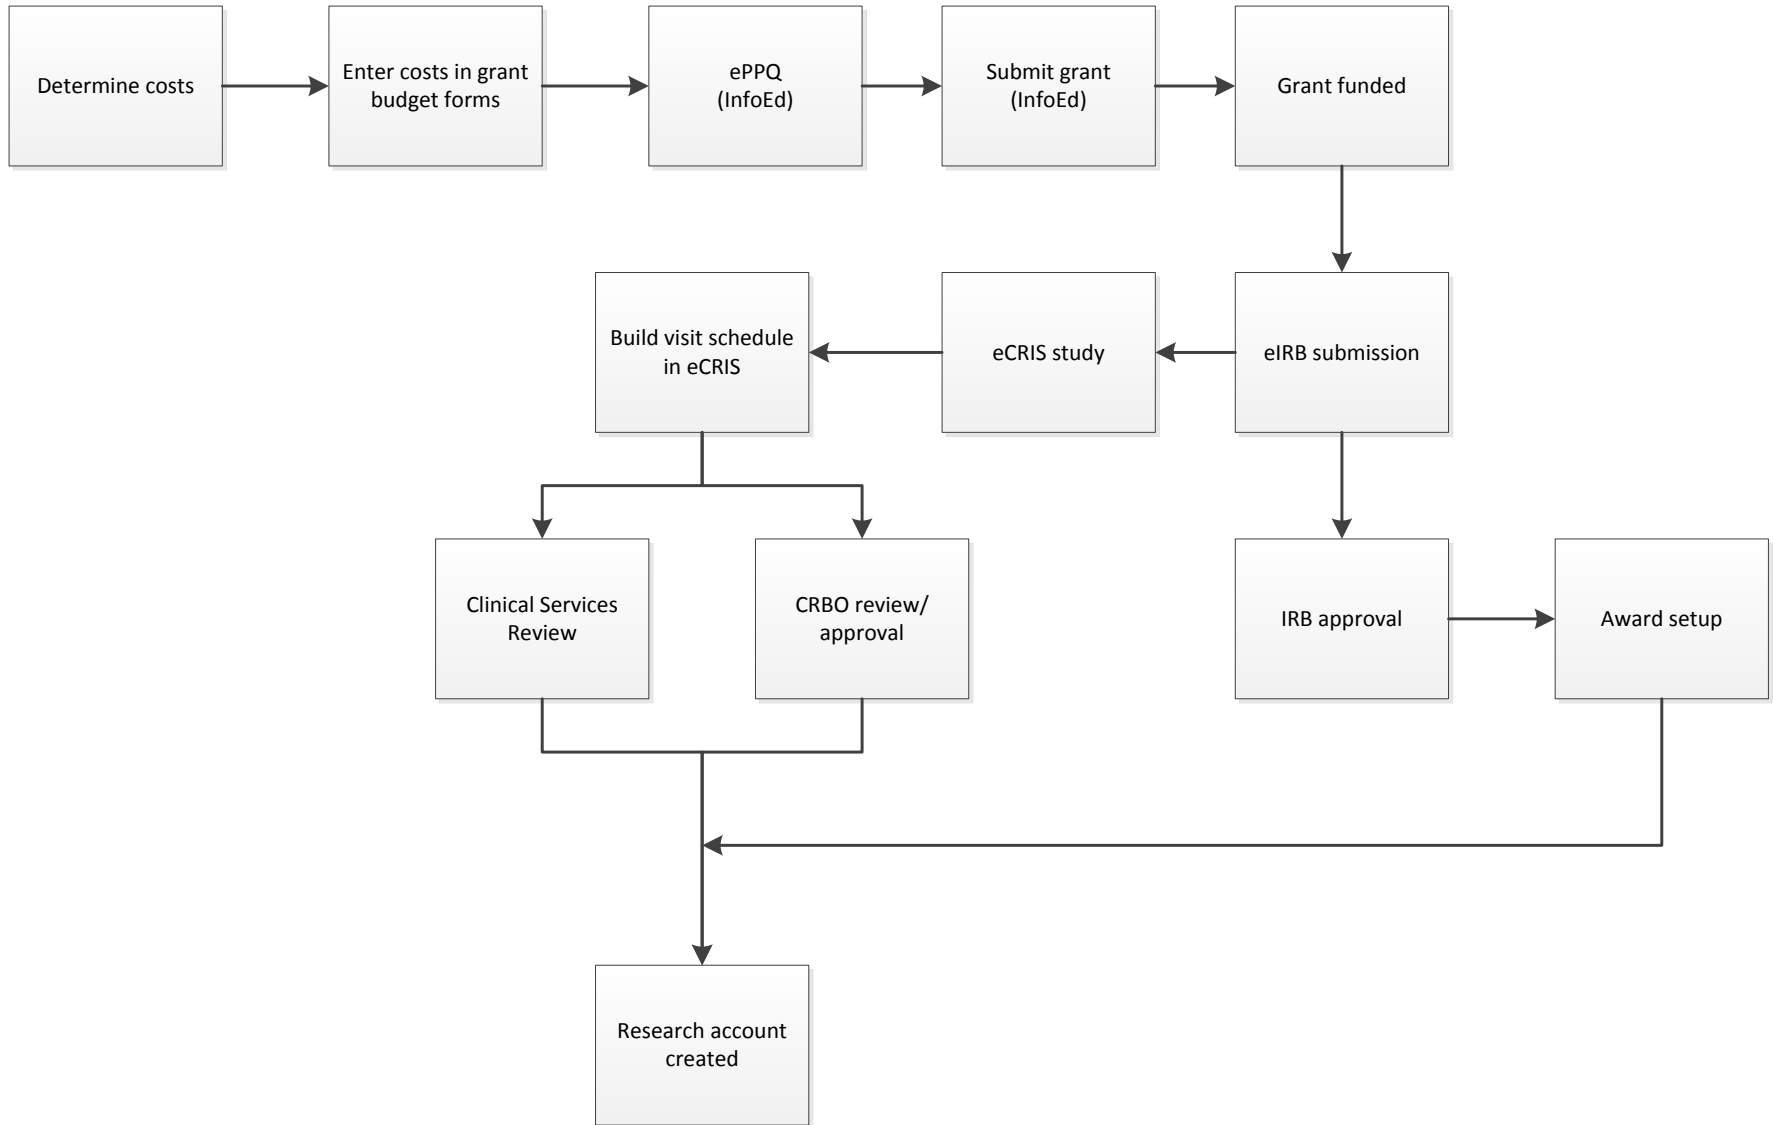 Determine costs
Enter costs in grant
budget forms
ePPQ
(InfoEd)
Submit grant
(InfoEd)
Grant funded
Build visit schedule
in eCRIS
eCRIS study
eIRB submission
Clinical Services
Review
CRBO review/
approval
IRB approval
Award setup
Research account
created